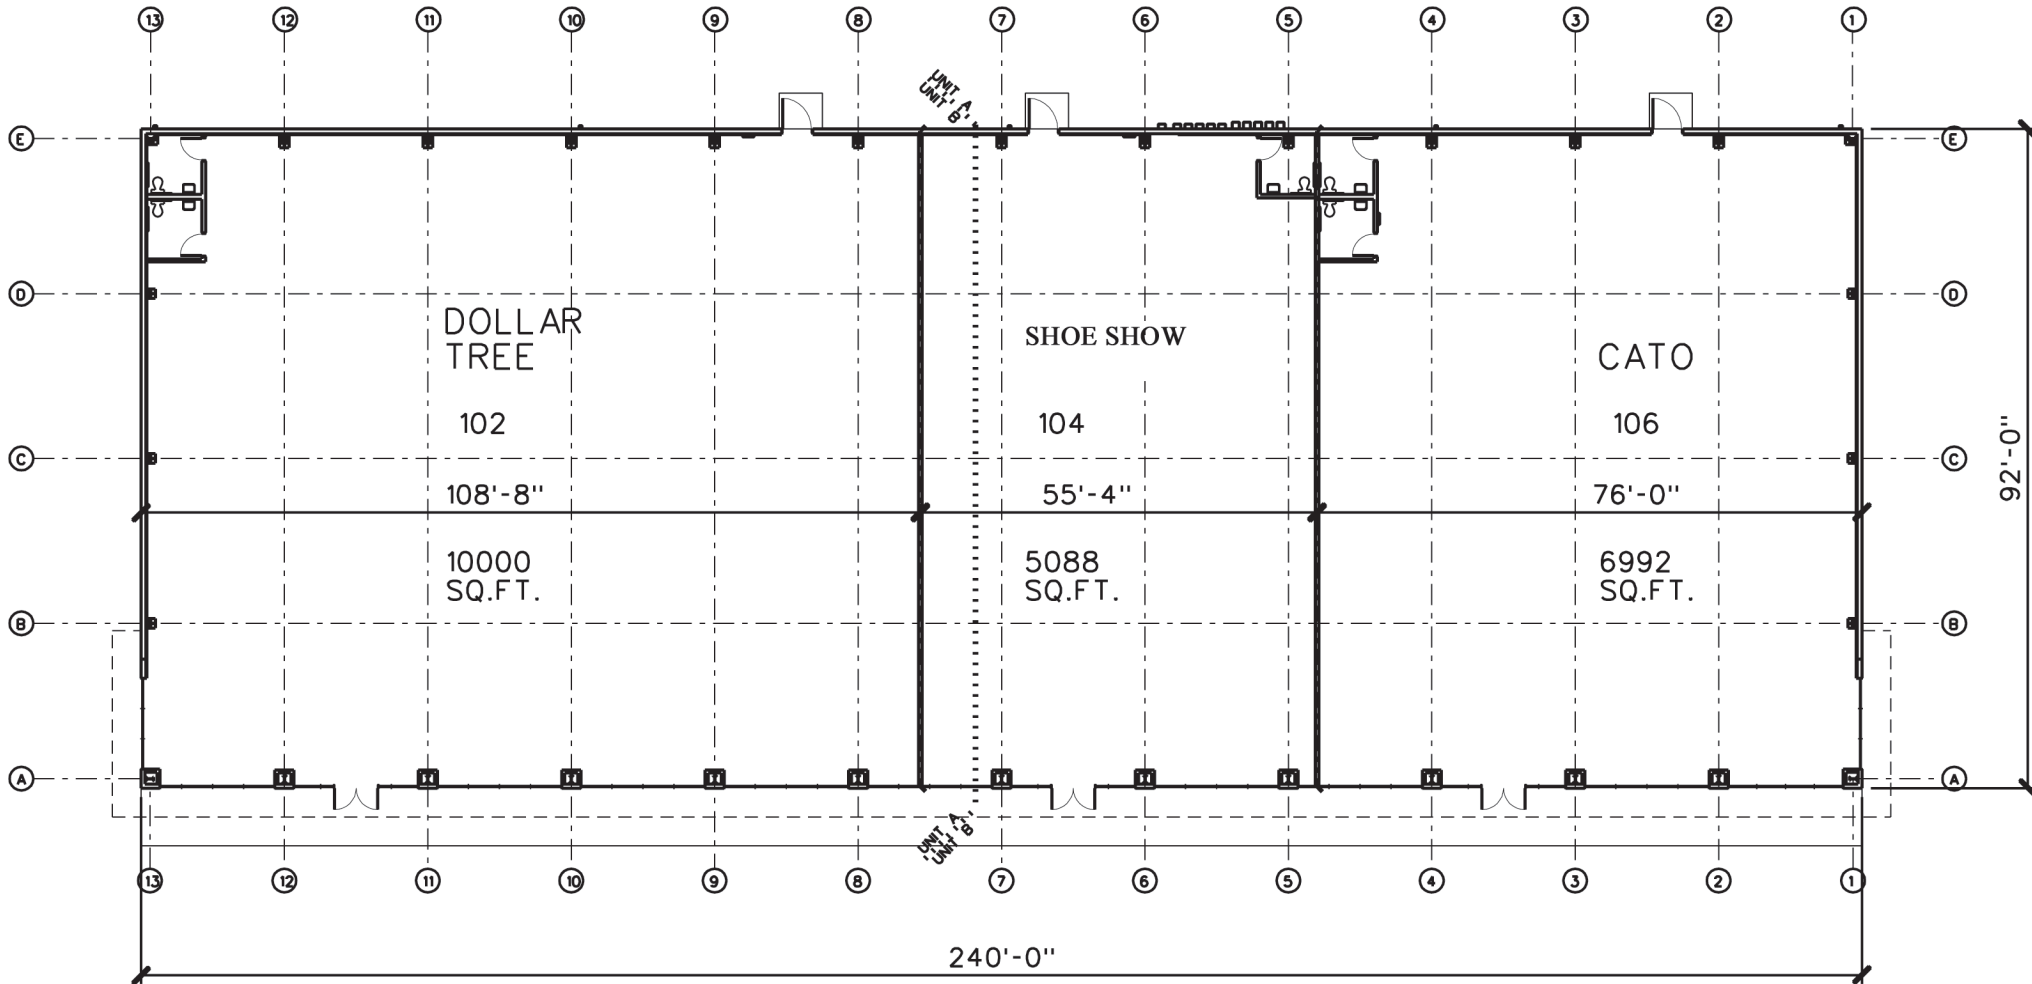 13 12 11 10 9 8 7 6 5 4 3 2 1
UNIT 'A'
UNIT 'B'
E E
D D
DOLLAR
TREE
SHOE SHOW
CATO
102 104 106
C C
108'-8" 55'-4" 76'-0"
92'-0"
10000
SQ.FT.
5088
SQ.FT.
6992
SQ.FT.
B B
A A
UNIT 'A'
UNIT 'B'
13 12 11 10 9 8 7 6 5 4 3 2 1
240'-0"